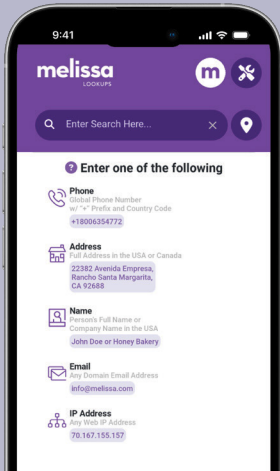 9:41
melissa
LOOKUPS
m
Enter Search Here...
? Enter one of the following
Phone
Global Phone Number
w/ "+" Prefix and Country Code
+18006354772
Address
Full Address in the USA or Canada
22382 Avenida Empresa,
Rancho Santa Margarita,
CA 92688
Name
Person's Full Name or
Company Name in the USA
John Doe or Honey Bakery
Email
Any Domain Email Address
info@melissa.com
IP Address
Any Web IP Address
70.167.155.157